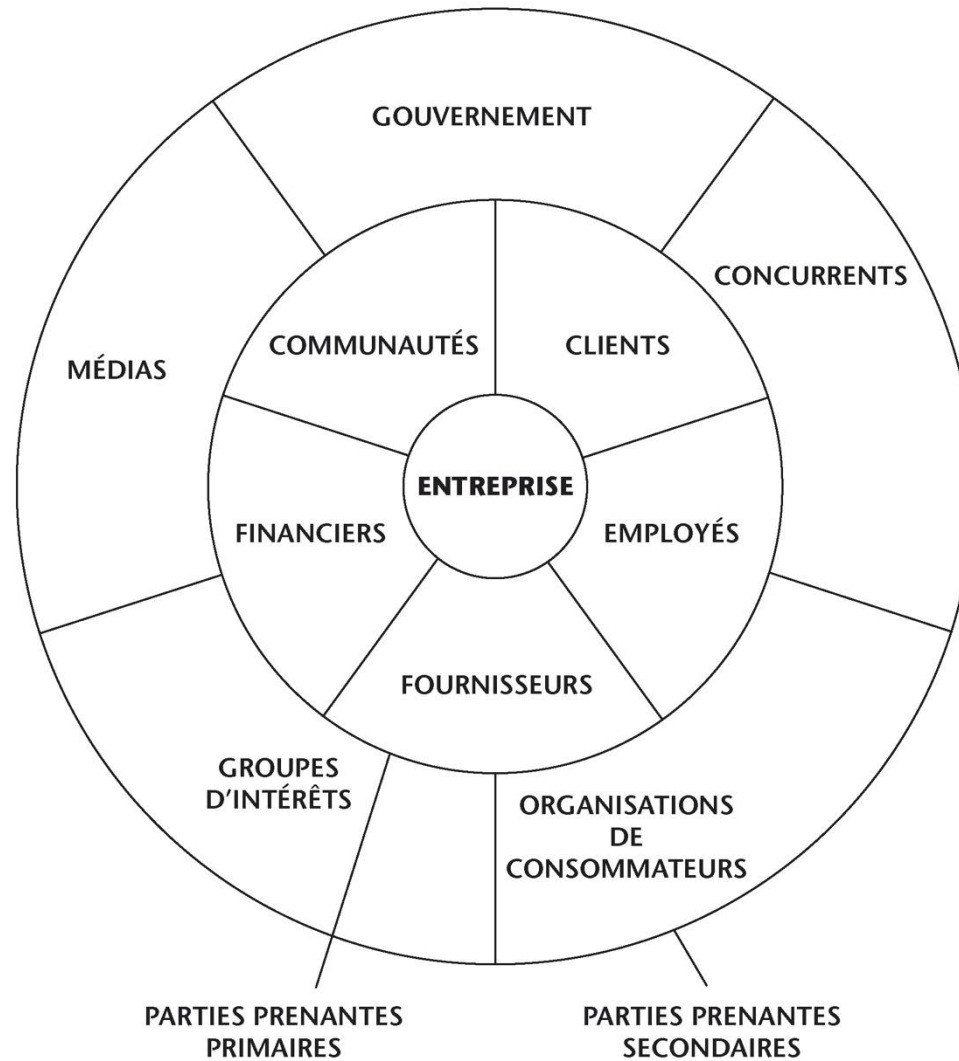 GOUVERNEMENT
CONCURRENTS
COMMUNAUTÉS
CLIENTS
MÉDIAS
ENTREPRISE
FINANCIERS
EMPLOYÉS
FOURNISSEURS
GROUPES
D'INTÉRÊTS
ORGANISATIONS
DE
CONSOMMATEURS
PARTIES PRENANTES
PRIMAIRES
PARTIES PRENANTES
SECONDAIRES